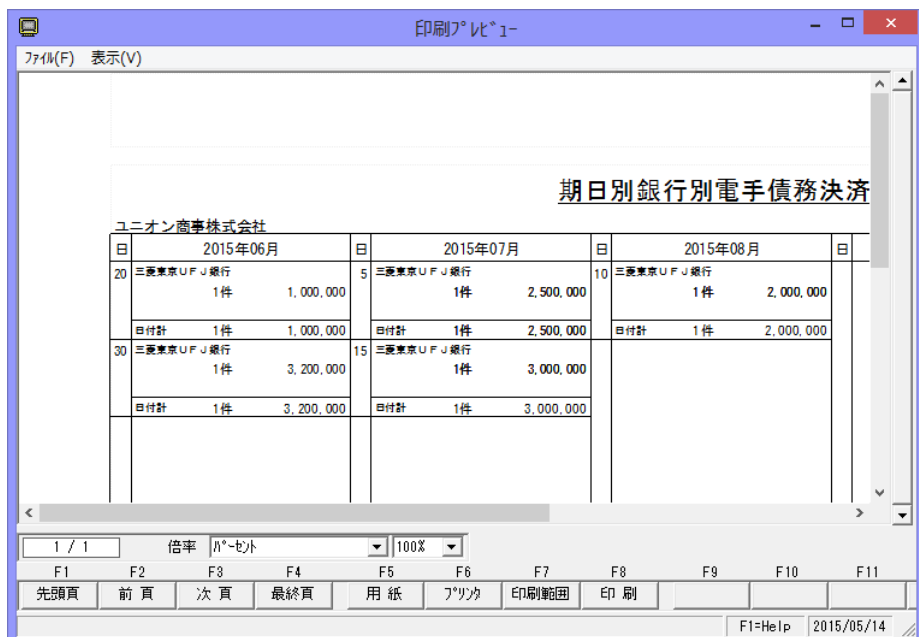 印刷ﾌﾟﾚﾋﾞｭｰ
ﾌｧｲﾙ(F) 表示(V)
期日別銀行別電手債務決済
ユニオン商事株式会社
日 2015年06月 日 2015年07月 日 2015年08月 日
20 三菱東京ＵＦＪ銀行 5 三菱東京ＵＦＪ銀行 10 三菱東京ＵＦＪ銀行
1件 1,000,000 1件 2,500,000 1件 2,000,000
日付計 1件 1,000,000 日付計 1件 2,500,000 日付計 1件 2,000,000
30 三菱東京ＵＦＪ銀行 15 三菱東京ＵＦＪ銀行
1件 3,200,000 1件 3,000,000
日付計 1件 3,200,000 日付計 1件 3,000,000
1 / 1 倍率 ﾊﾟｰｾﾝﾄ 100%
F1 F2 F3 F4 F5 F6 F7 F8 F9 F10 F11
先頭頁 前 頁 次 頁 最終頁 用 紙 ﾌﾟﾘﾝﾀ 印刷範囲 印 刷
F1=Help 2015/05/14